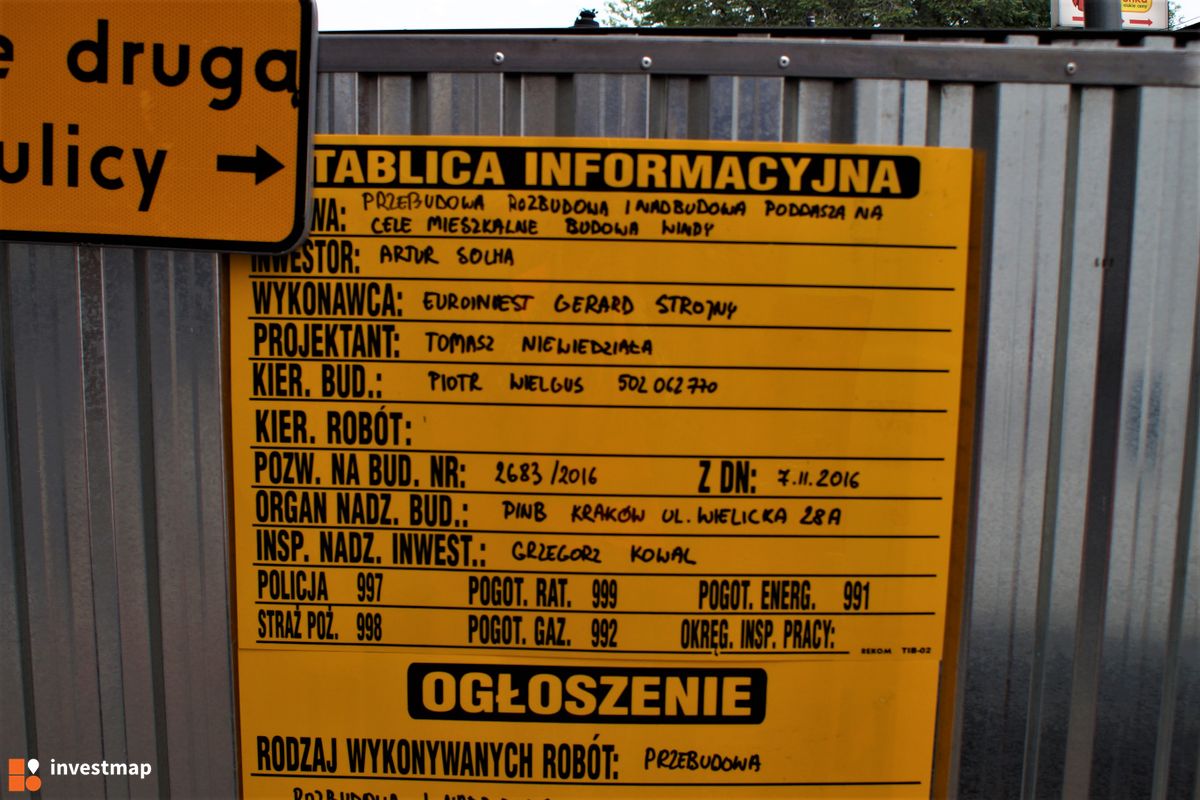 e drugą
ulicy →
TABLICA INFORMACYJNA
WA: PRZEBUDOWA ROZBUDOWA I NADBUDOWA PODDASZA NA
CELE MIESZKALNE BUDOWA WINDY
INWESTOR: ARTUR SOLHA
WYKONAWCA: EUROINIEST GERARD STROJNY
PROJEKTANT: TOMASZ NIEWIEDZIAŁA
KIER. BUD.: PIOTR WIELGUS 502 062 770
KIER. ROBÓT:
POZW. NA BUD. NR: 2683/2016 Z DN: 7.11.2016
ORGAN NADZ. BUD.: PINB KRAKÓW UL. WIELICKA 28A
INSP. NADZ. INWEST.: GRZEGORZ KOWAL
POLICJA 997 POGOT. RAT. 999 POGOT. ENERG. 991
STRAŻ POŻ. 998 POGOT. GAZ. 992 OKRĘG. INSP. PRACY:
REKOM TIB-02
OGŁOSZENIE
RODZAJ WYKONYWANYCH ROBÓT: PRZEBUDOWA
ROZBUDOWA I
investmap